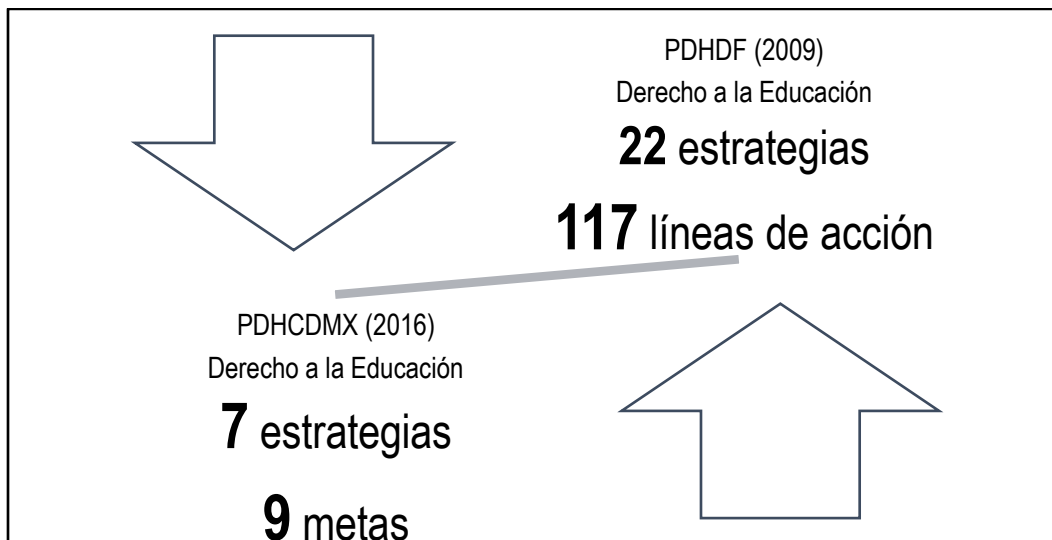 PDHDF (2009)
Derecho a la Educación
22 estrategias
117 líneas de acción
PDHCDMX (2016)
Derecho a la Educación
7 estrategias
9 metas